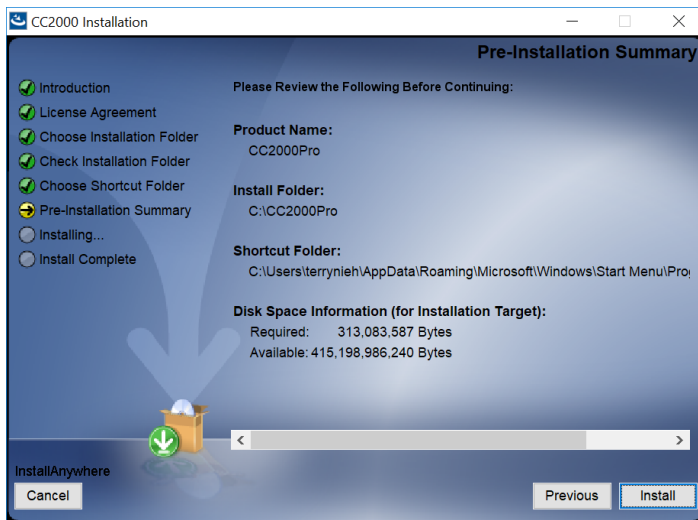 CC2000 Installation
Pre-Installation Summary
Introduction
License Agreement
Choose Installation Folder
Check Installation Folder
Choose Shortcut Folder
Pre-Installation Summary
Installing...
Install Complete
Please Review the Following Before Continuing:
Product Name:
CC2000Pro
Install Folder:
C:\CC2000Pro
Shortcut Folder:
C:\Users\terrynieh\AppData\Roaming\Microsoft\Windows\Start Menu\Pro
Disk Space Information (for Installation Target):
Required: 313,083,587 Bytes
Available: 415,198,986,240 Bytes
InstallAnywhere
Cancel
Previous
Install